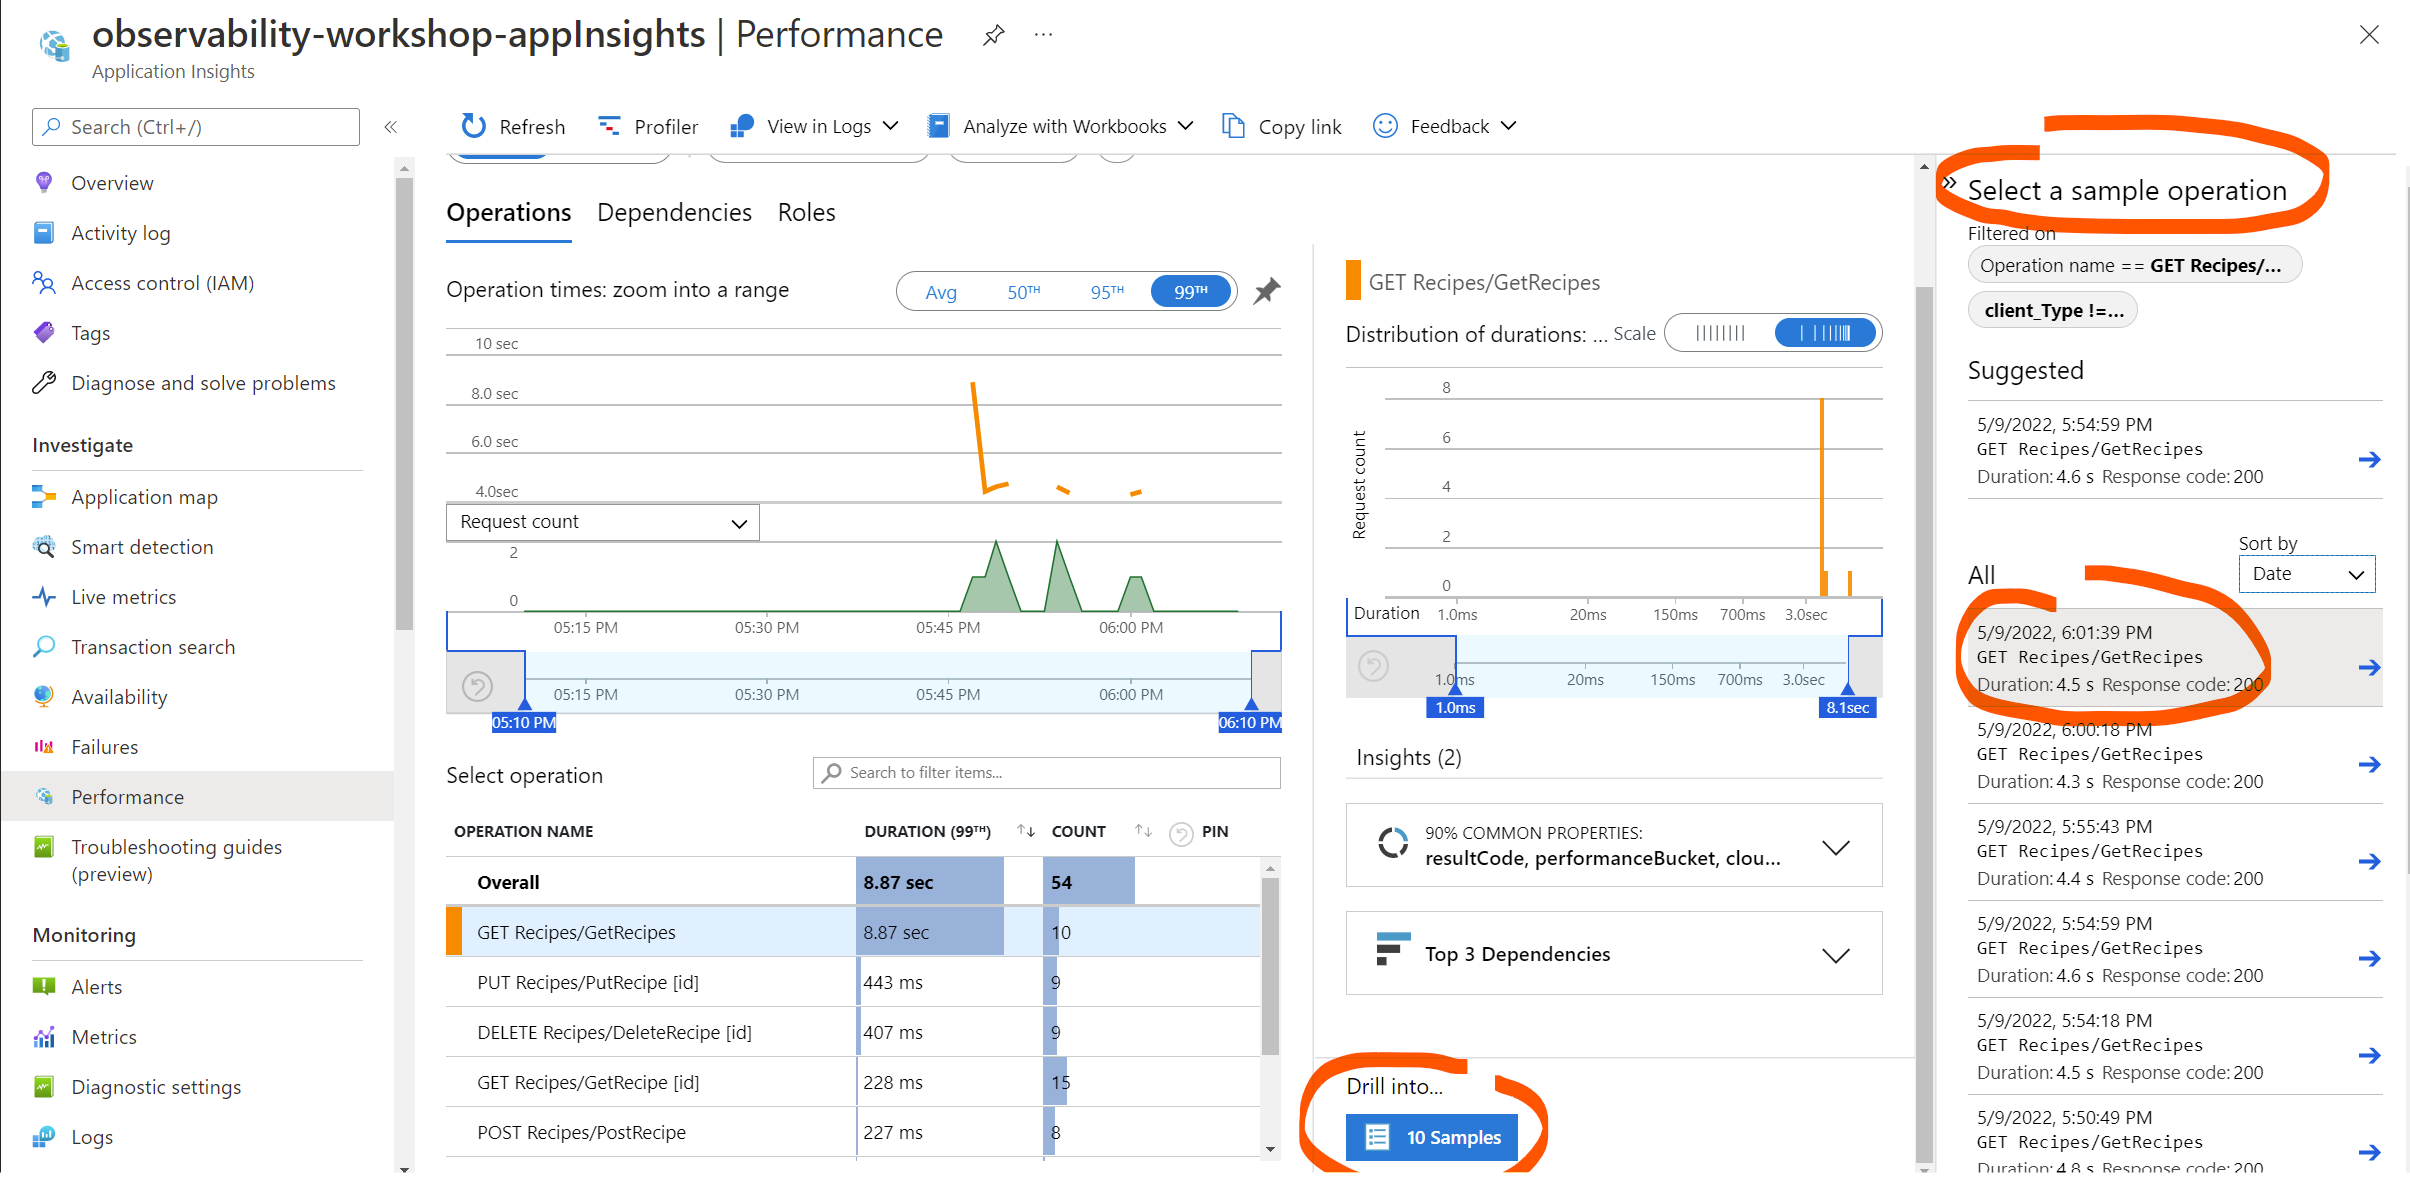 observability-workshop-appInsights | Performance
Application Insights
Search (Ctrl+/)
Overview
Activity log
Access control (IAM)
Tags
Diagnose and solve problems
Investigate
Application map
Smart detection
Live metrics
Transaction search
Availability
Failures
Performance
Troubleshooting guides
(preview)
Monitoring
Alerts
Metrics
Diagnostic settings
Logs
Refresh
Profiler
View in Logs
Analyze with Workbooks
Copy link
Feedback
Operations
Dependencies
Roles
Operation times: zoom into a range
Avg
50TH
95TH
99TH
10 sec
8.0 sec
6.0 sec
4.0sec
Request count
2
0
05:15 PM
05:30 PM
05:45 PM
06:00 PM
05:15 PM
05:30 PM
05:45 PM
06:00 PM
05:10 PM
06:10 PM
Select operation
Search to filter items...
OPERATION NAME
DURATION (99TH)
COUNT
PIN
Overall 8.87 sec 54
GET Recipes/GetRecipes 8.87 sec 10
PUT Recipes/PutRecipe [id] 443 ms 9
DELETE Recipes/DeleteRecipe [id] 407 ms 9
GET Recipes/GetRecipe [id] 228 ms 15
POST Recipes/PostRecipe 227 ms 8
GET Recipes/GetRecipes
Distribution of durations: ... Scale
8
6
4
2
0
Request count
Duration
1.0ms
20ms
150ms
700ms
3.0sec
1.0ms
20ms
150ms
700ms
3.0sec
1.0ms
8.1sec
Insights (2)
90% COMMON PROPERTIES:
resultCode, performanceBucket, clou...
Top 3 Dependencies
Drill into...
10 Samples
Select a sample operation
Filtered on
Operation name == GET Recipes/...
client_Type !=...
Suggested
5/9/2022, 5:54:59 PM
GET Recipes/GetRecipes
Duration: 4.6 s Response code: 200
Sort by
All
Date
5/9/2022, 6:01:39 PM
GET Recipes/GetRecipes
Duration: 4.5 s Response code: 200
5/9/2022, 6:00:18 PM
GET Recipes/GetRecipes
Duration: 4.3 s Response code: 200
5/9/2022, 5:55:43 PM
GET Recipes/GetRecipes
Duration: 4.4 s Response code: 200
5/9/2022, 5:54:59 PM
GET Recipes/GetRecipes
Duration: 4.6 s Response code: 200
5/9/2022, 5:54:18 PM
GET Recipes/GetRecipes
Duration: 4.5 s Response code: 200
5/9/2022, 5:50:49 PM
GET Recipes/GetRecipes
Duration: 4.8 s Response code: 200